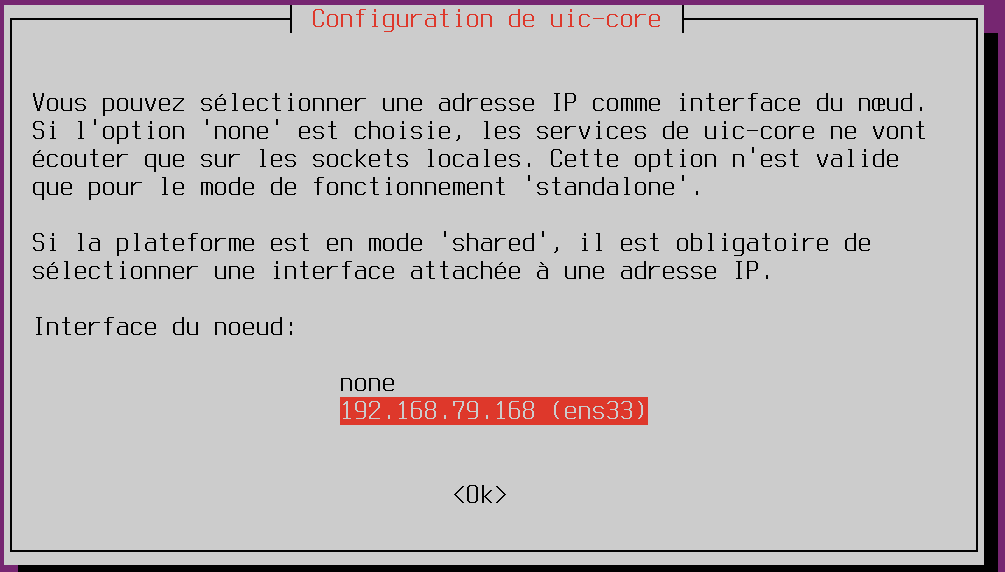 Configuration de uic-core
Vous pouvez sélectionner une adresse IP comme interface du nœud.
Si l'option 'none' est choisie, les services de uic-core ne vont
écouter que sur les sockets locales. Cette option n'est valide
que pour le mode de fonctionnement 'standalone'.
Si la plateforme est en mode 'shared', il est obligatoire de
sélectionner une interface attachée à une adresse IP.
Interface du noeud:
none
192.168.79.168 (ens33)
<Ok>